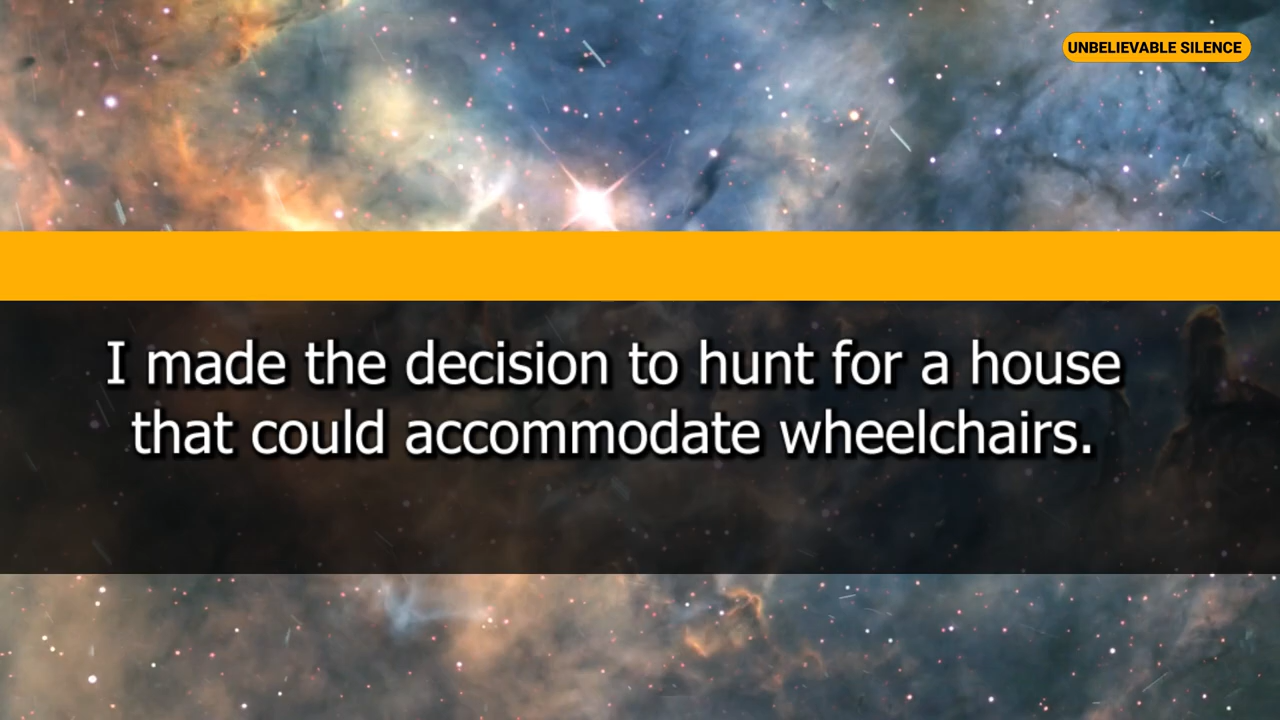 UNBELIEVABLE SILENCE
I made the decision to hunt for a house
that could accommodate wheelchairs.